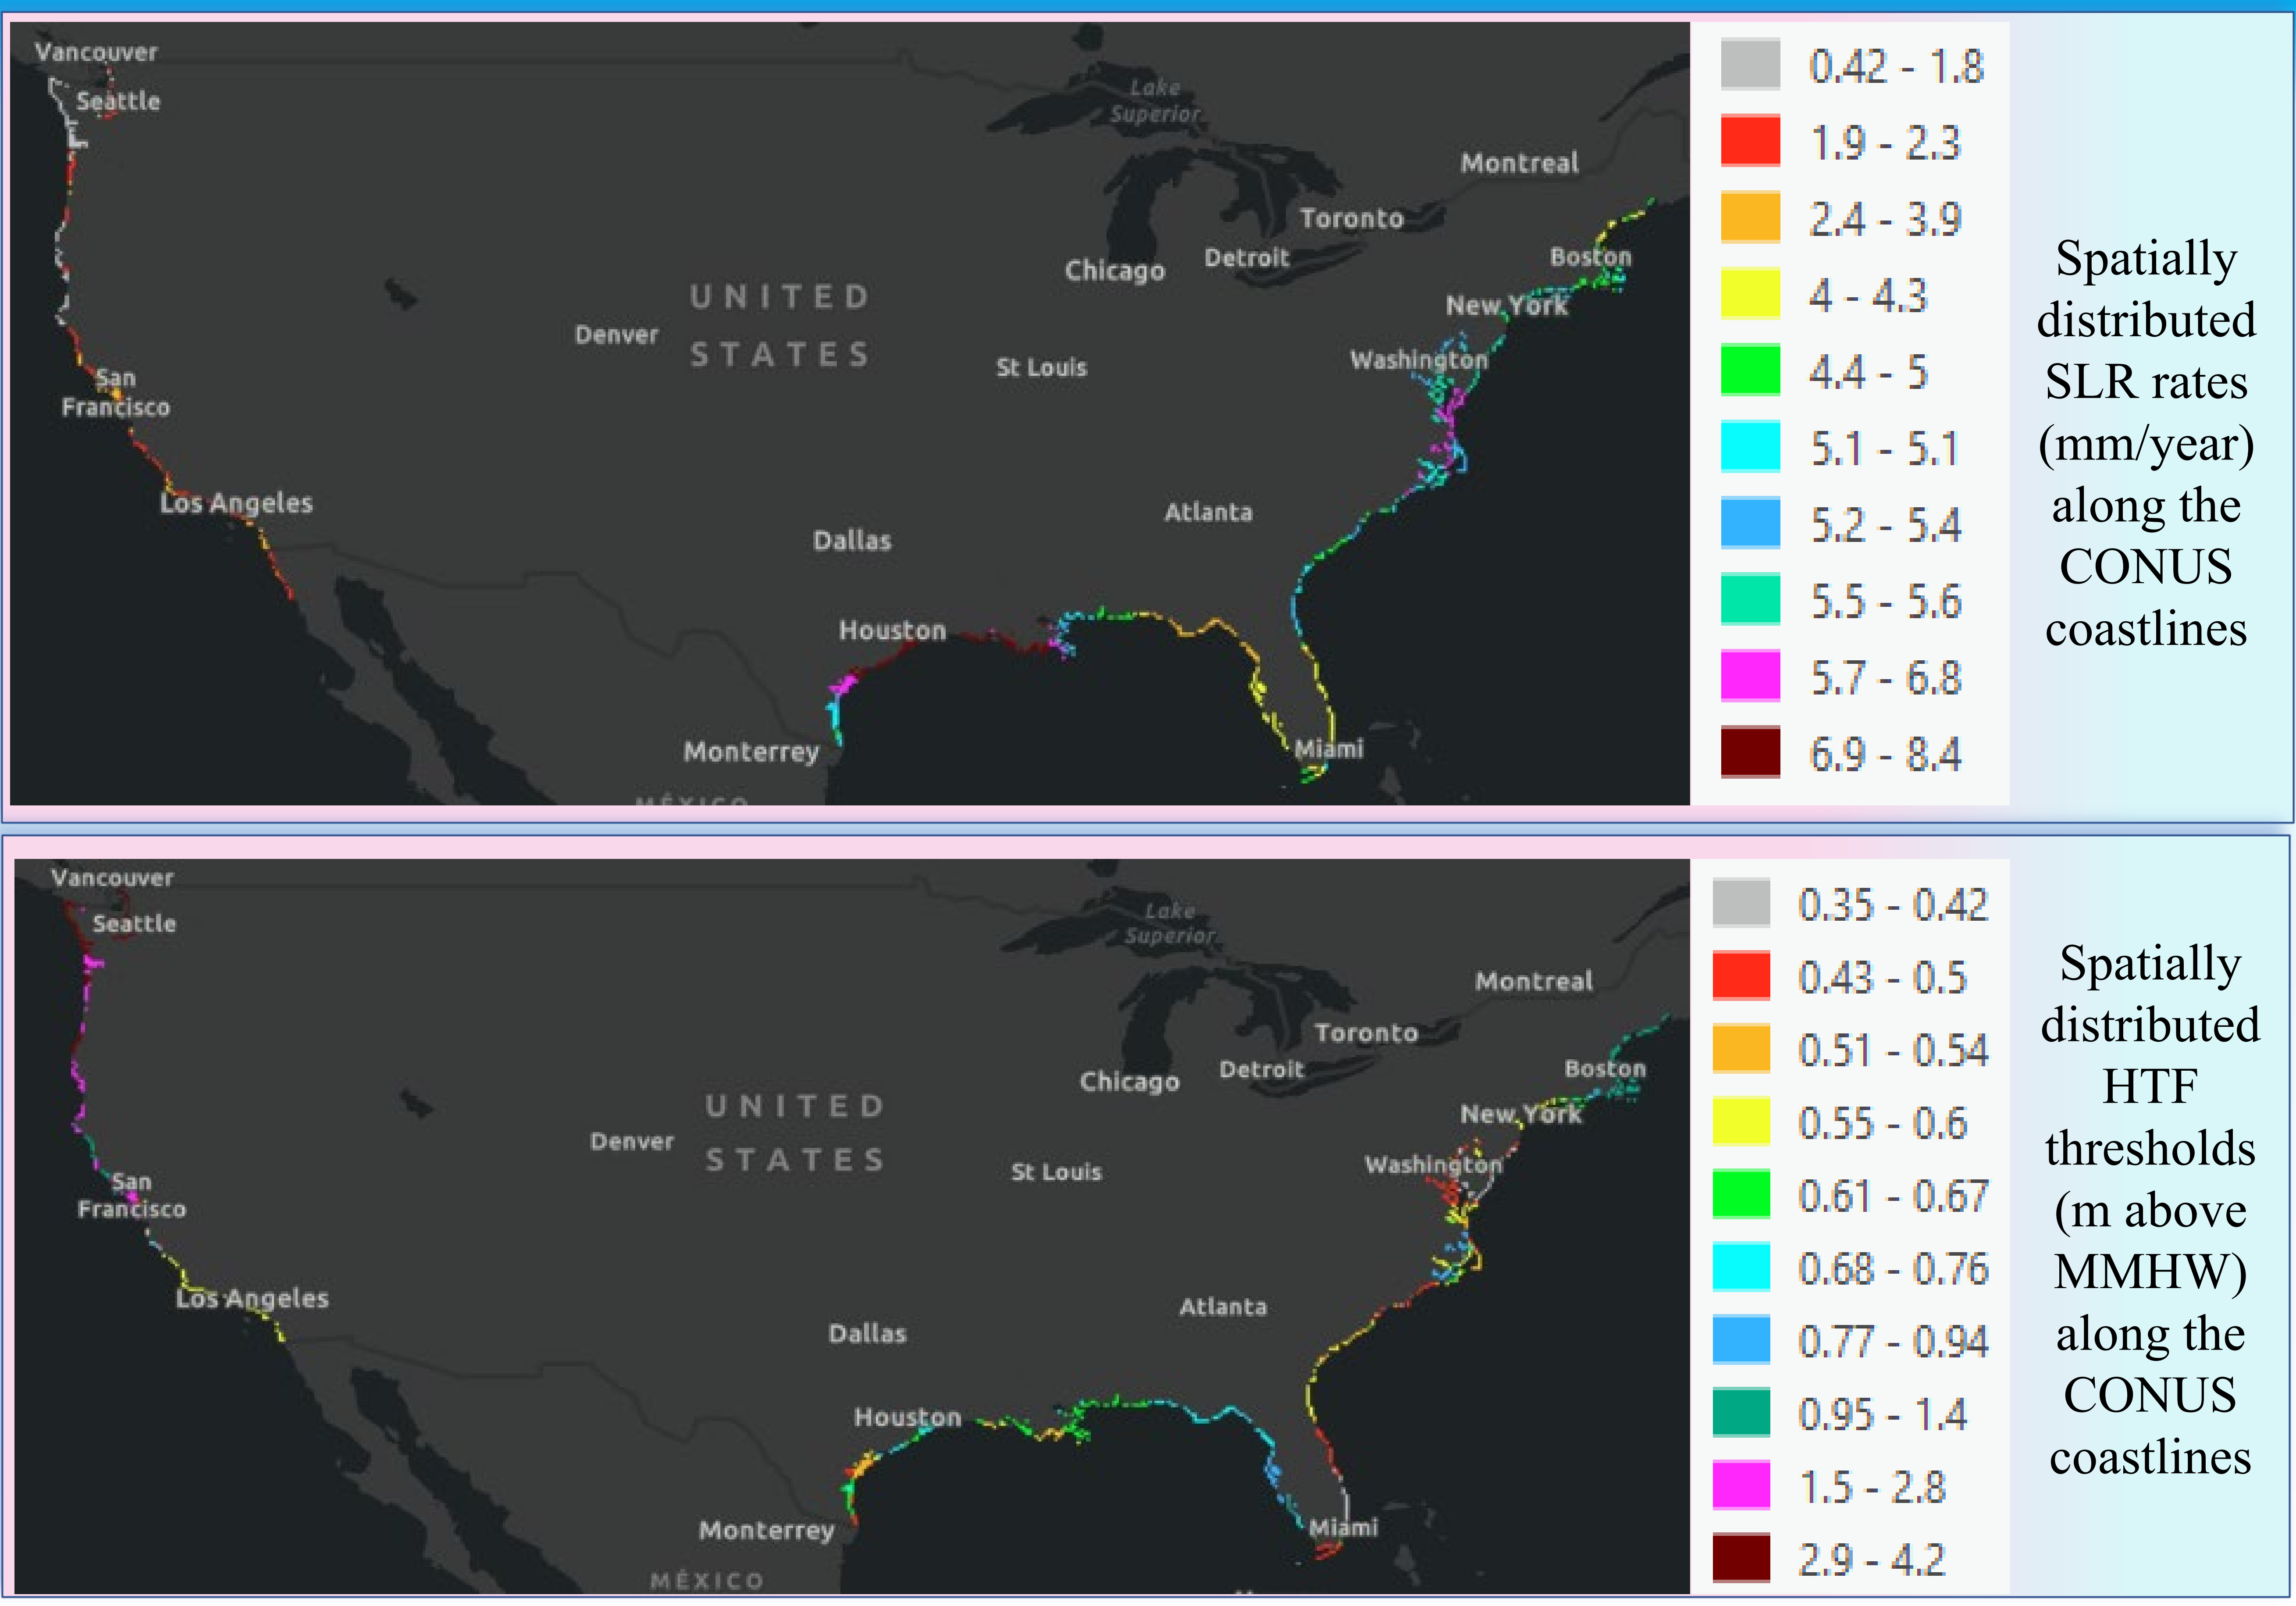 Vancouver
Seattle
Lake
Superior
Montreal
Toronto
Boston
Detroit
Chicago
New York
UNITED
STATES
Denver
Washington
St Louis
San
Francisco
Los Angeles
Atlanta
Dallas
Houston
Miami
Monterrey
MÉXICO
0.42 - 1.8
1.9 - 2.3
2.4 - 3.9
4 - 4.3
4.4 - 5
5.1 - 5.1
5.2 - 5.4
5.5 - 5.6
5.7 - 6.8
6.9 - 8.4
Spatially
distributed
SLR rates
(mm/year)
along the
CONUS
coastlines
Vancouver
Seattle
Lake
Superior
Montreal
Toronto
Boston
Detroit
Chicago
New York
UNITED
STATES
Denver
Washington
St Louis
San
Francisco
Los Angeles
Atlanta
Dallas
Houston
Miami
Monterrey
MÉXICO
0.35 - 0.42
0.43 - 0.5
0.51 - 0.54
0.55 - 0.6
0.61 - 0.67
0.68 - 0.76
0.77 - 0.94
0.95 - 1.4
1.5 - 2.8
2.9 - 4.2
Spatially
distributed
HTF
thresholds
(m above
MMHW)
along the
CONUS
coastlines